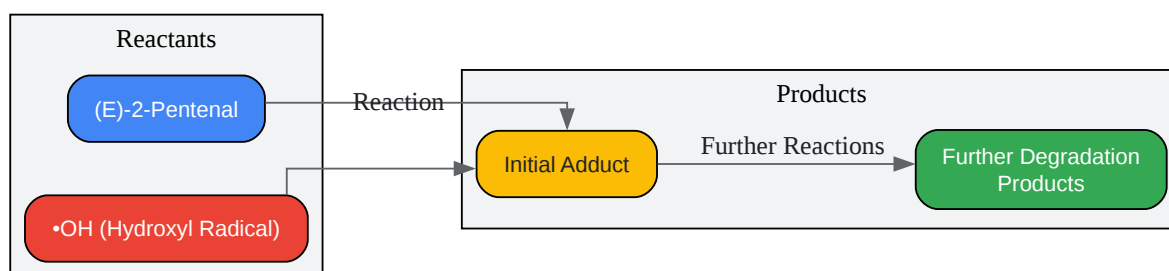 Reactants
(E)-2-Pentenal
•OH (Hydroxyl Radical)
Reaction
Products
Initial Adduct
Further Reactions
Further Degradation
Products